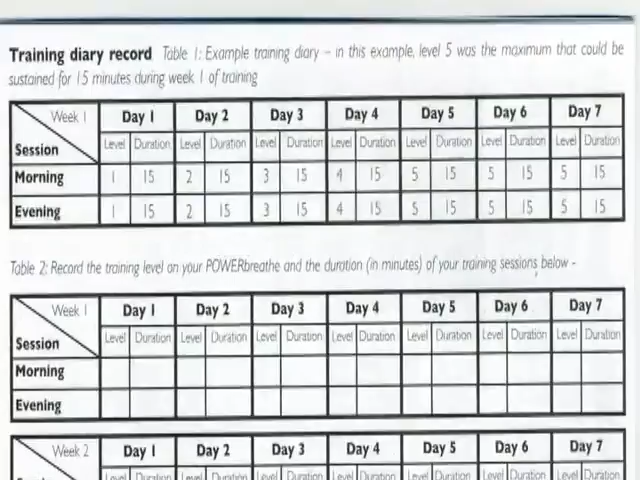 Training diary record Table 1: Example training diary – in this example, level 5 was the maximum that could be
sustained for 15 minutes during week 1 of training
Week 1 Day 1 Day 2 Day 3 Day 4 Day 5 Day 6 Day 7
Session Level Duration Level Duration Level Duration Level Duration Level Duration Level Duration Level Duration
Morning 1 15 2 15 3 15 4 15 5 15 5 15 5 15
Evening 1 15 2 15 3 15 4 15 5 15 5 15 5 15
Table 2: Record the training level on your POWERbreathe and the duration (in minutes) of your training sessions below -
Week 1 Day 1 Day 2 Day 3 Day 4 Day 5 Day 6 Day 7
Session Level Duration Level Duration Level Duration Level Duration Level Duration Level Duration Level Duration
Morning
Evening
Week 2 Day 1 Day 2 Day 3 Day 4 Day 5 Day 6 Day 7
Level Duration Level Duration Level Duration Level Duration Level Duration Level Duration Level Duration